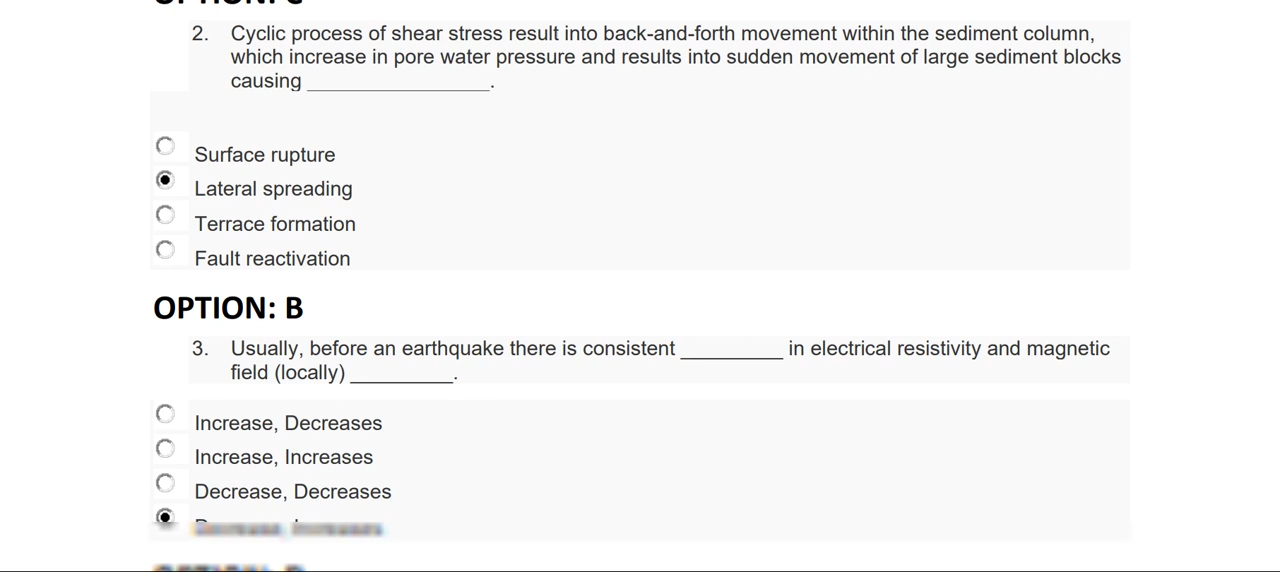 2. Cyclic process of shear stress result into back-and-forth movement within the sediment column,
which increase in pore water pressure and results into sudden movement of large sediment blocks
causing _________________.
Surface rupture
Lateral spreading
Terrace formation
Fault reactivation
OPTION: B
3. Usually, before an earthquake there is consistent _________ in electrical resistivity and magnetic
field (locally) _________.
Increase, Decreases
Increase, Increases
Decrease, Decreases